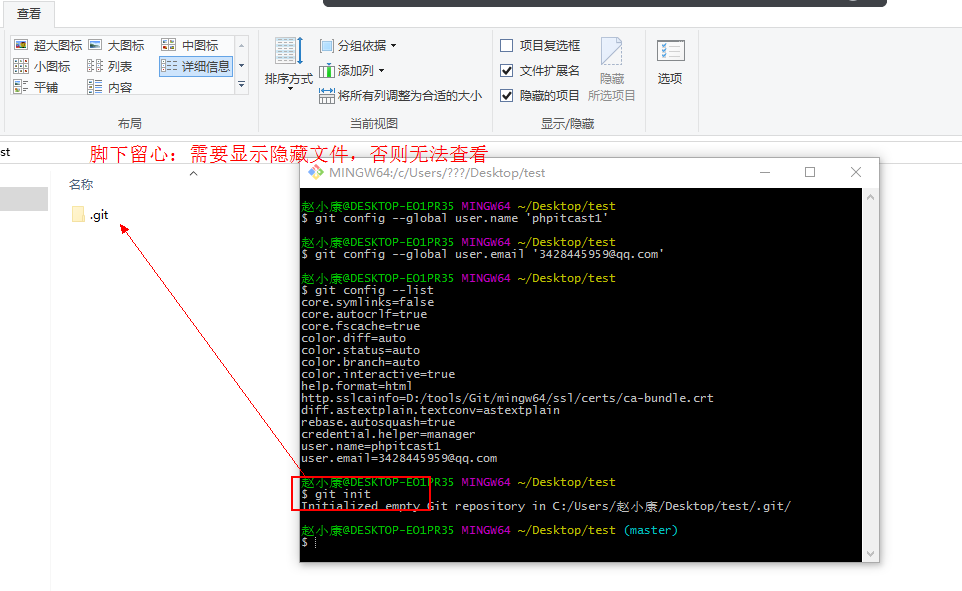 查看
超大图标 大图标 中图标
小图标 列表 详细信息
平铺 内容
布局
排序方式
分组依据
添加列
将所有列调整为合适的大小
当前视图
项目复选框
文件扩展名
隐藏的项目
隐藏
所选项目
显示/隐藏
选项
st
脚下留心：需要显示隐藏文件，否则无法查看
名称
.git
MINGW64:/c/Users/???/Desktop/test
赵小康@DESKTOP-EO1PR35 MINGW64 ~/Desktop/test
$ git config --global user.name 'phpitcast1'
赵小康@DESKTOP-EO1PR35 MINGW64 ~/Desktop/test
$ git config --global user.email '3428445959@qq.com'
赵小康@DESKTOP-EO1PR35 MINGW64 ~/Desktop/test
$ git config --list
core.symlinks=false
core.autocrlf=true
core.fscache=true
color.diff=auto
color.status=auto
color.branch=auto
color.interactive=true
help.format=html
http.sslcainfo=D:/tools/Git/mingw64/ssl/certs/ca-bundle.crt
diff.astextplain.textconv=astextplain
rebase.autosquash=true
credential.helper=manager
user.name=phpitcast1
user.email=3428445959@qq.com
赵小康@DESKTOP-EO1PR35 MINGW64 ~/Desktop/test
$ git init
Initialized empty Git repository in C:/Users/赵小康/Desktop/test/.git/
赵小康@DESKTOP-EO1PR35 MINGW64 ~/Desktop/test (master)
$